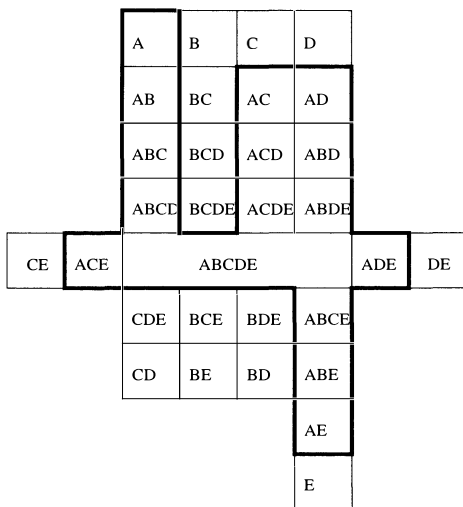 A B C D
AB BC AC AD
ABC BCD ACD ABD
ABCD BCDE ACDE ABDE
CE ACE ABCDE ADE DE
CDE BCE BDE ABCE
CD BE BD ABE
AE
E